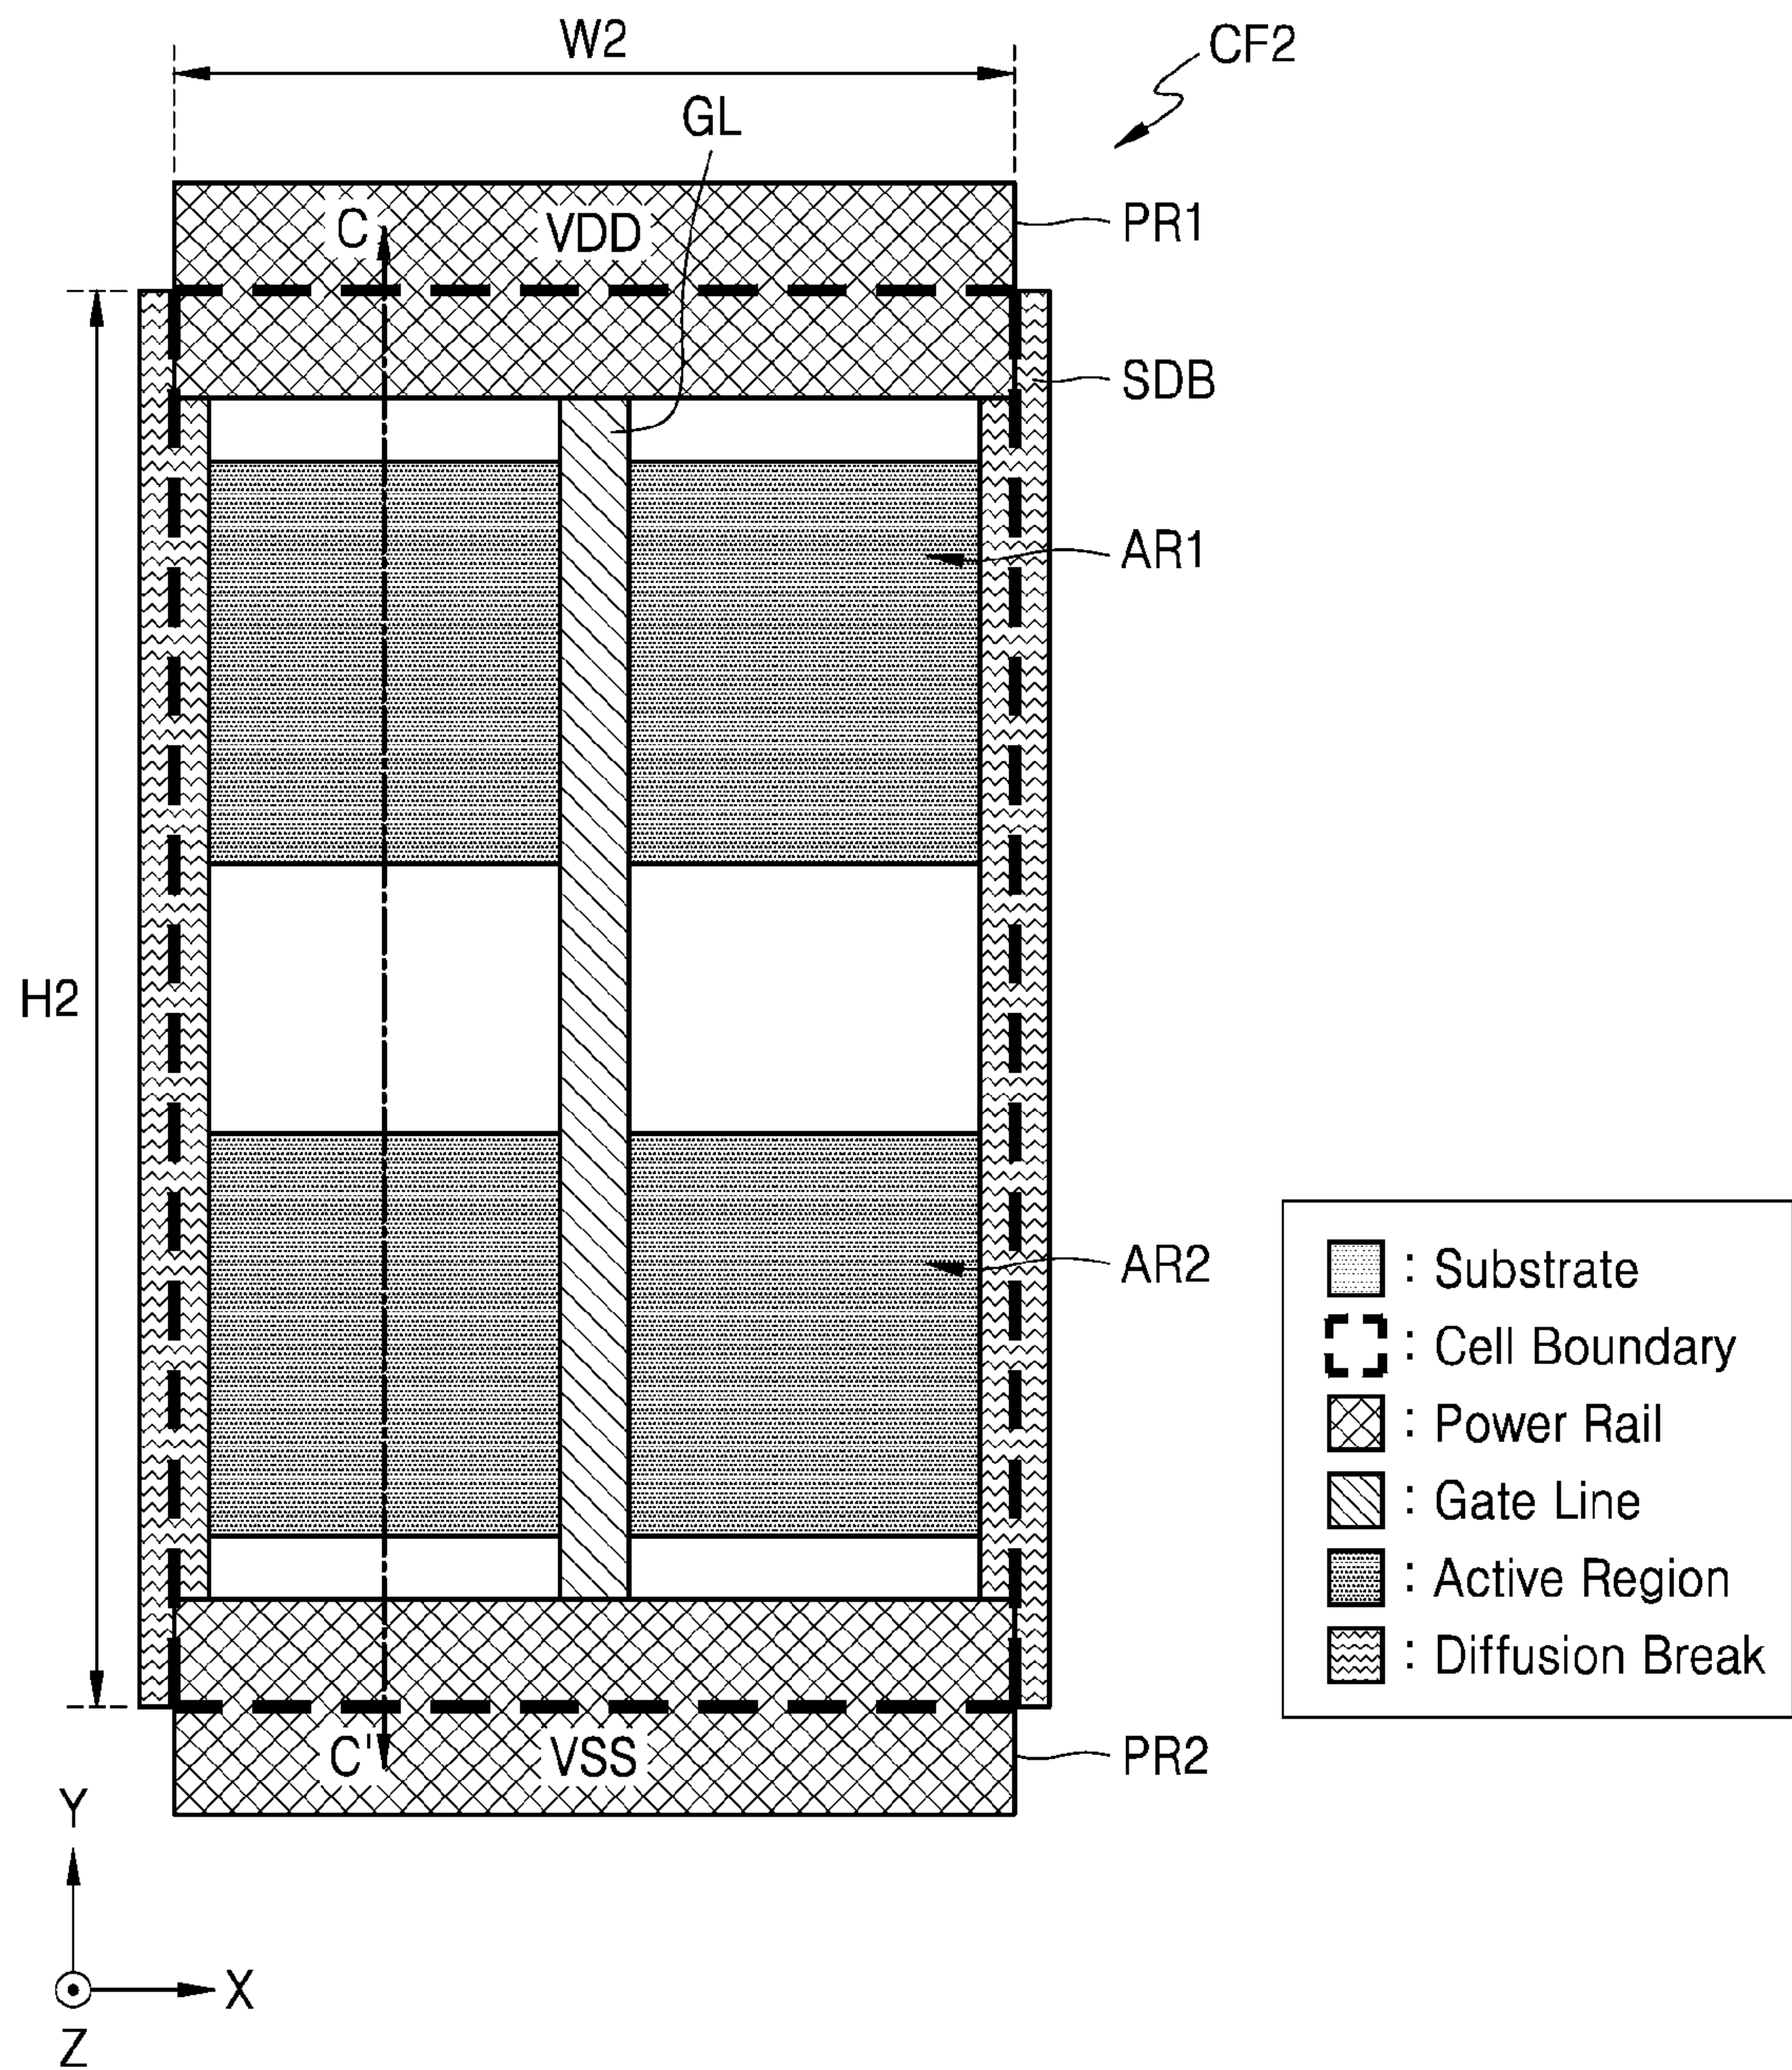 W2
CF2
GL
C
VDD
PR1
SDB
AR1
H2
AR2
: Substrate
: Cell Boundary
: Power Rail
: Gate Line
: Active Region
: Diffusion Break
C'
VSS
PR2
Y
X
Z